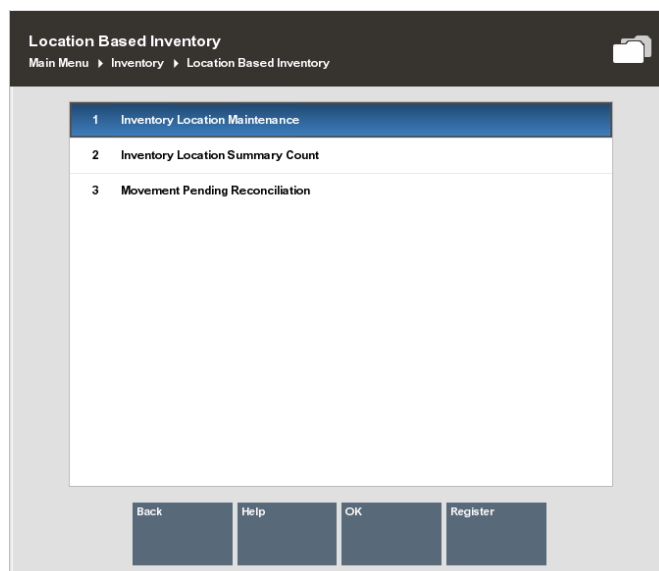 Location Based Inventory
Main Menu ▸ Inventory ▸ Location Based Inventory
1 Inventory Location Maintenance
2 Inventory Location Summary Count
3 Movement Pending Reconciliation
Back Help OK Register